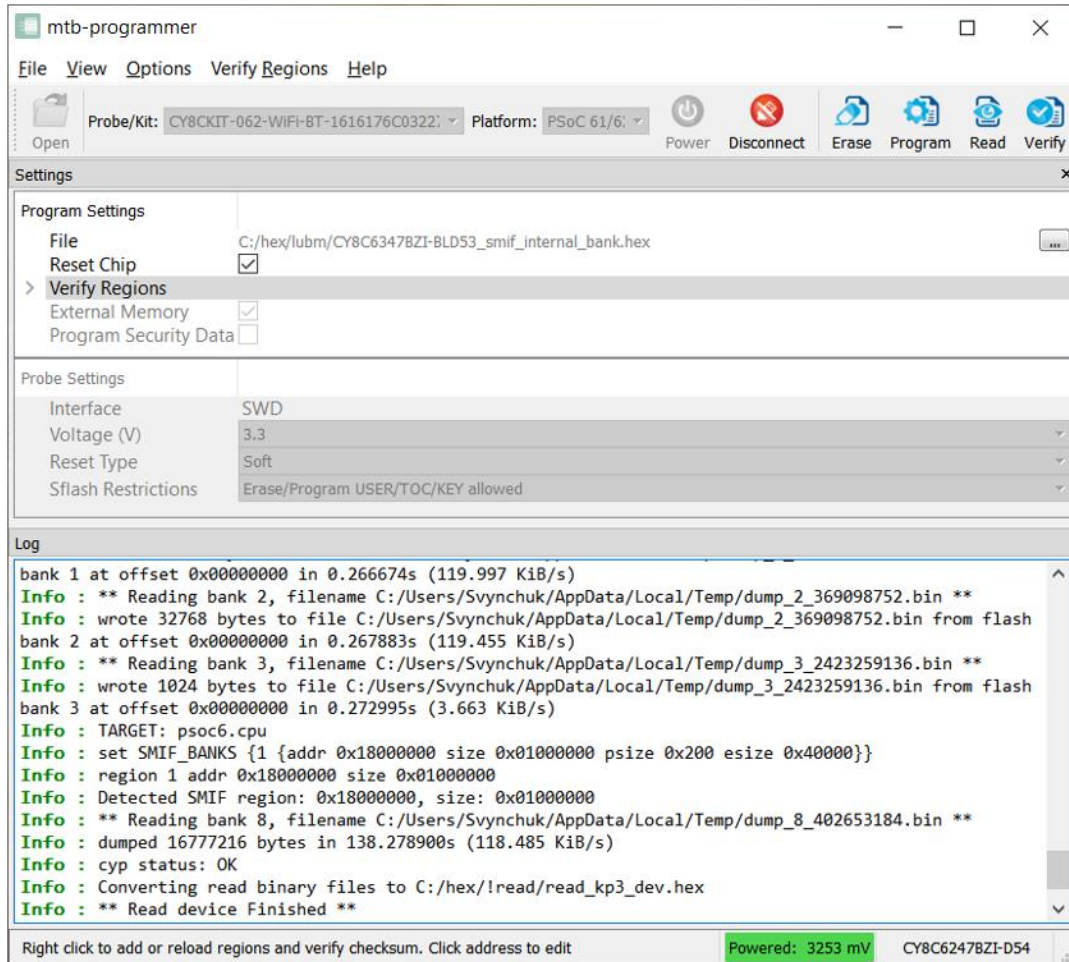 mtb-programmer
File View Options Verify Regions Help
Open Probe/Kit: CY8CKIT-062-WiFi-BT-1616176C0322 Platform: PSoC 61/6 Power Disconnect Erase Program Read Verify
Settings
Program Settings
File C:/hex/lubm/CY8C6347BZI-BLD53_smif_internal_bank.hex ...
Reset Chip
Verify Regions
External Memory
Program Security Data
Probe Settings
Interface SWD
Voltage (V) 3.3
Reset Type Soft
Sflash Restrictions Erase/Program USER/TOC/KEY allowed
Log
bank 1 at offset 0x00000000 in 0.266674s (119.997 KiB/s)
Info : ** Reading bank 2, filename C:/Users/Svynchuk/AppData/Local/Temp/dump_2_369098752.bin **
Info : wrote 32768 bytes to file C:/Users/Svynchuk/AppData/Local/Temp/dump_2_369098752.bin from flash
bank 2 at offset 0x00000000 in 0.267883s (119.455 KiB/s)
Info : ** Reading bank 3, filename C:/Users/Svynchuk/AppData/Local/Temp/dump_3_2423259136.bin **
Info : wrote 1024 bytes to file C:/Users/Svynchuk/AppData/Local/Temp/dump_3_2423259136.bin from flash
bank 3 at offset 0x00000000 in 0.272995s (3.663 KiB/s)
Info : TARGET: psoc6.cpu
Info : set SMIF_BANKS {1 {addr 0x18000000 size 0x01000000 psize 0x200 esize 0x40000}}
Info : region 1 addr 0x18000000 size 0x01000000
Info : Detected SMIF region: 0x18000000, size: 0x01000000
Info : ** Reading bank 8, filename C:/Users/Svynchuk/AppData/Local/Temp/dump_8_402653184.bin **
Info : dumped 16777216 bytes in 138.278900s (118.485 KiB/s)
Info : cyp status: OK
Info : Converting read binary files to C:/hex/!read/read_kp3_dev.hex
Info : ** Read device Finished **
Right click to add or reload regions and verify checksum. Click address to edit Powered: 3253 mV CY8C6247BZI-D54